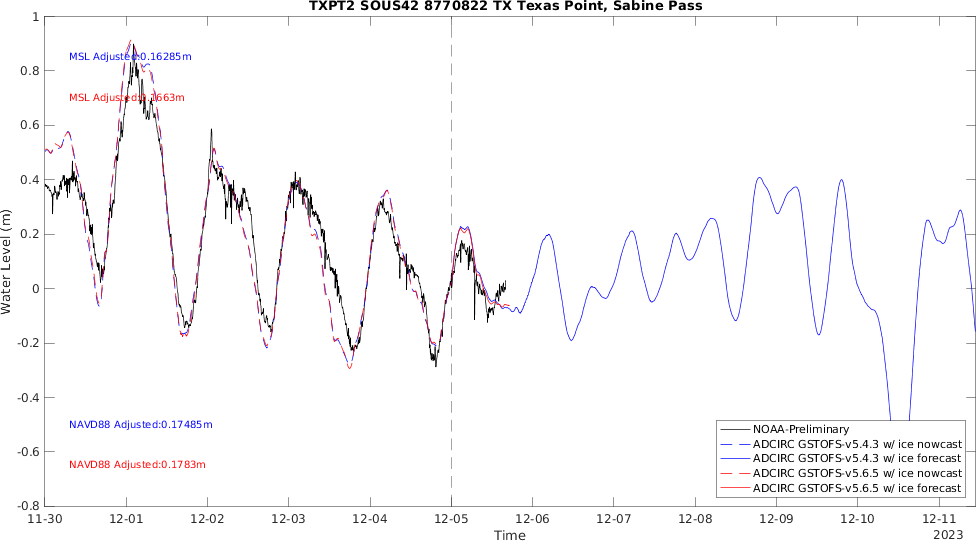 TXPT2 SOUS42 8770822 TX Texas Point, Sabine Pass
Water Level (m)
1
0.8
0.6
0.4
0.2
0
-0.2
-0.4
-0.6
-0.8
MSL Adjusted:0.16285m
MSL Adjusted:0.1663m
NAVD88 Adjusted:0.17485m
NAVD88 Adjusted:0.1783m
NOAA-Preliminary
ADCIRC GSTOFS-v5.4.3 w/ ice nowcast
ADCIRC GSTOFS-v5.4.3 w/ ice forecast
ADCIRC GSTOFS-v5.6.5 w/ ice nowcast
ADCIRC GSTOFS-v5.6.5 w/ ice forecast
11-30 12-01 12-02 12-03 12-04 12-05 12-06 12-07 12-08 12-09 12-10 12-11
Time
2023